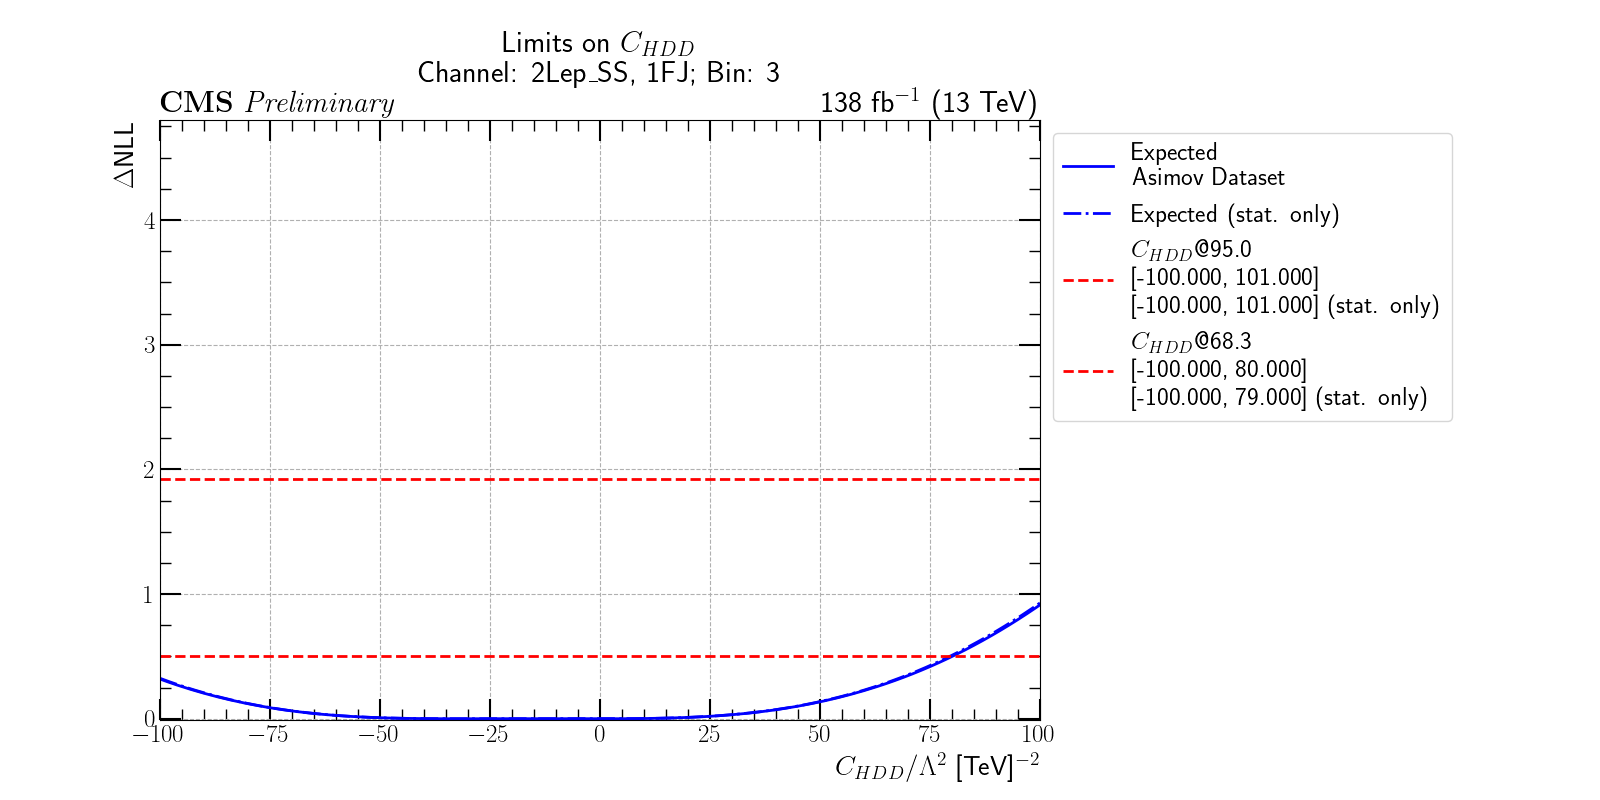 Limits on C_{HDD}
Channel: 2Lep_SS, 1FJ; Bin: 3
CMS Preliminary
138 fb^{-1} (13 TeV)
ΔNLL
4
3
2
1
0
−100
−75
−50
−25
0
25
50
75
100
C_{HDD}/Λ^2 [TeV]^{-2}
Expected
Asimov Dataset
Expected (stat. only)
C_{HDD}@95.0
[-100.000, 101.000]
[-100.000, 101.000] (stat. only)
C_{HDD}@68.3
[-100.000, 80.000]
[-100.000, 79.000] (stat. only)